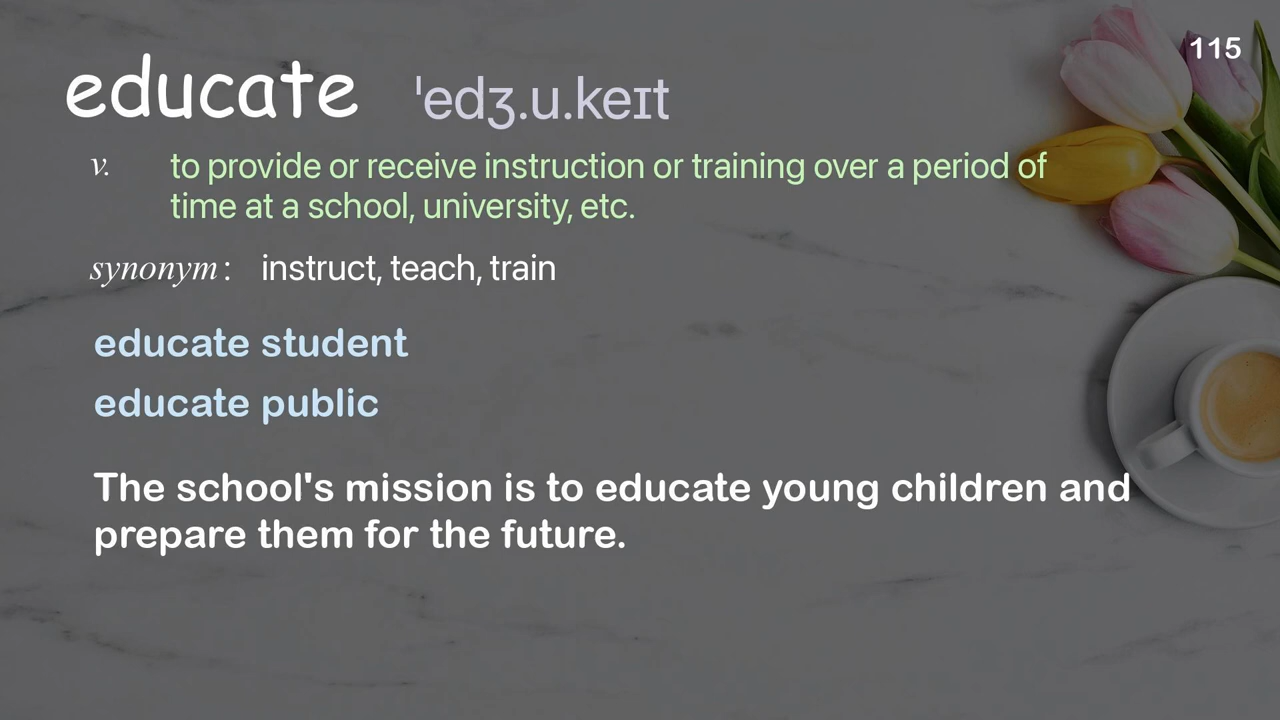 115
educate ˈedʒ.u.keɪt
v. to provide or receive instruction or training over a period of
time at a school, university, etc.
synonym: instruct, teach, train
educate student
educate public
The school's mission is to educate young children and
prepare them for the future.